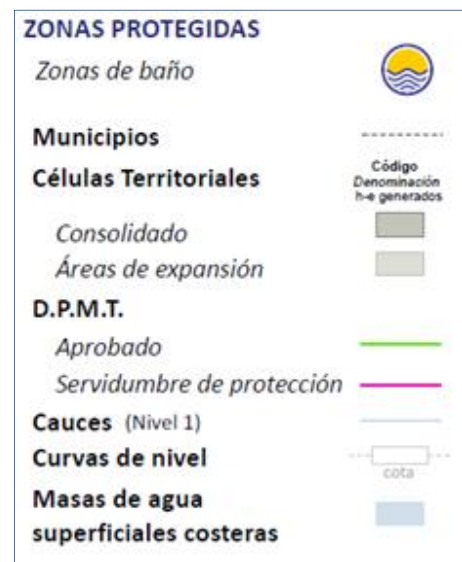 ZONAS PROTEGIDAS
Zonas de baño
Municipios
Células Territoriales
Código
Denominación
h-e generados
Consolidado
Áreas de expansión
D.P.M.T.
Aprobado
Servidumbre de protección
Cauces (Nivel 1)
Curvas de nivel
cota
Masas de agua
superficiales costeras